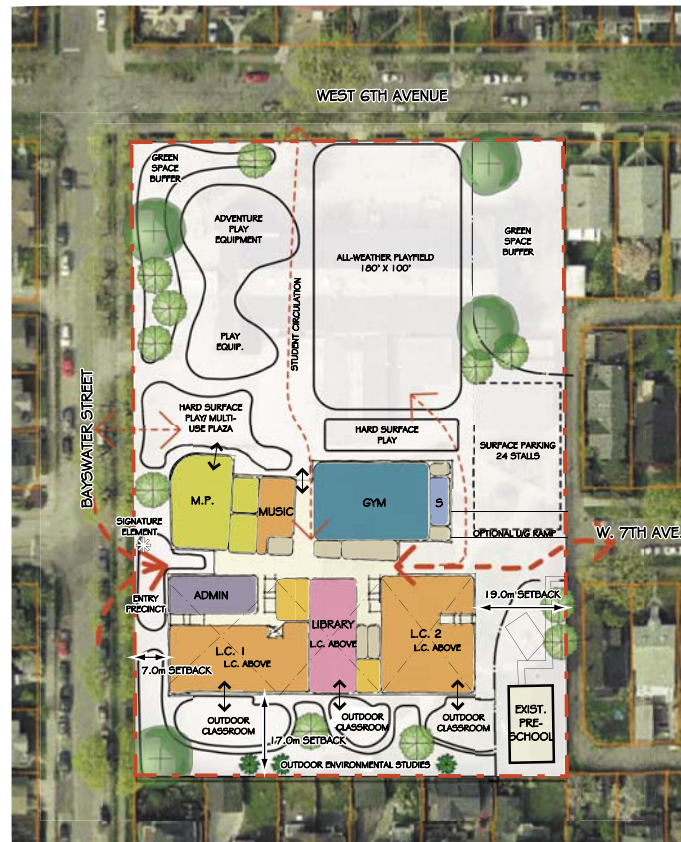 WEST 6TH AVENUE
GREEN
SPACE
BUFFER
ADVENTURE
PLAY
EQUIPMENT
GREEN
SPACE
BUFFER
ALL-WEATHER PLAYFIELD
180' X 100'
STUDENT CIRCULATION
PLAY
EQUIP.
BAYSWATER STREET
HARD SURFACE
PLAY/ MULTI-
USE PLAZA
HARD SURFACE
PLAY
SURFACE PARKING
24 STALLS
M.P.
MUSIC
GYM
S
SIGNATURE
ELEMENT
OPTIONAL U/G RAMP
W. 7TH AVE.
ENTRY
PRECINCT
ADMIN
19.0m SETBACK
LIBRARY
L.C. ABOVE
L.C. 2
L.C. ABOVE
L.C. 1
L.C. ABOVE
7.0m SETBACK
OUTDOOR
CLASSROOM
OUTDOOR
CLASSROOM
OUTDOOR
CLASSROOM
EXIST.
PRE-
SCHOOL
17.0m SETBACK
OUTDOOR ENVIRONMENTAL STUDIES